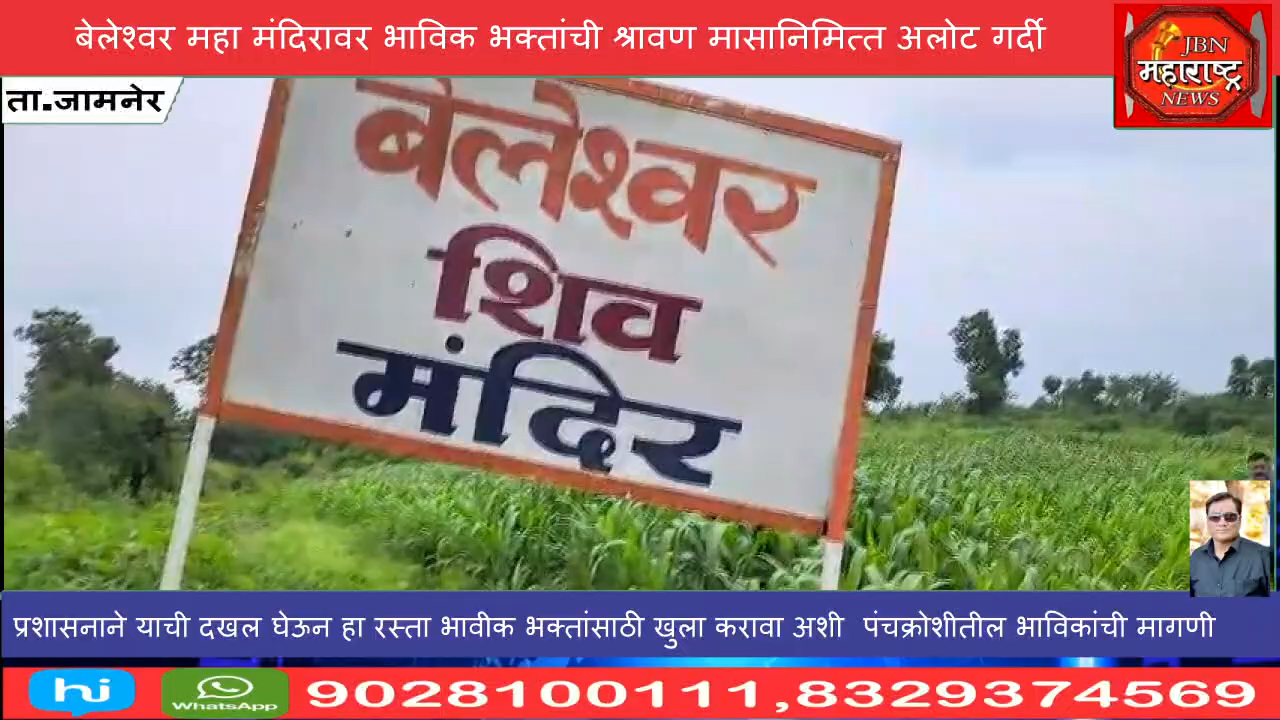 बेलेश्वर महा मंदिरावर भाविक भक्तांची श्रावण मासानिमित्त अलोट गर्दी
JBN
महाराष्ट्र
NEWS
ता.जामनेर
बेलेश्वर
शिव
मंदिर
प्रशासनाने याची दखल घेऊन हा रस्ता भावीक भक्तांसाठी खुला करावा अशी पंचक्रोशीतील भाविकांची मागणी
hi WhatsApp 9028100111,8329374569